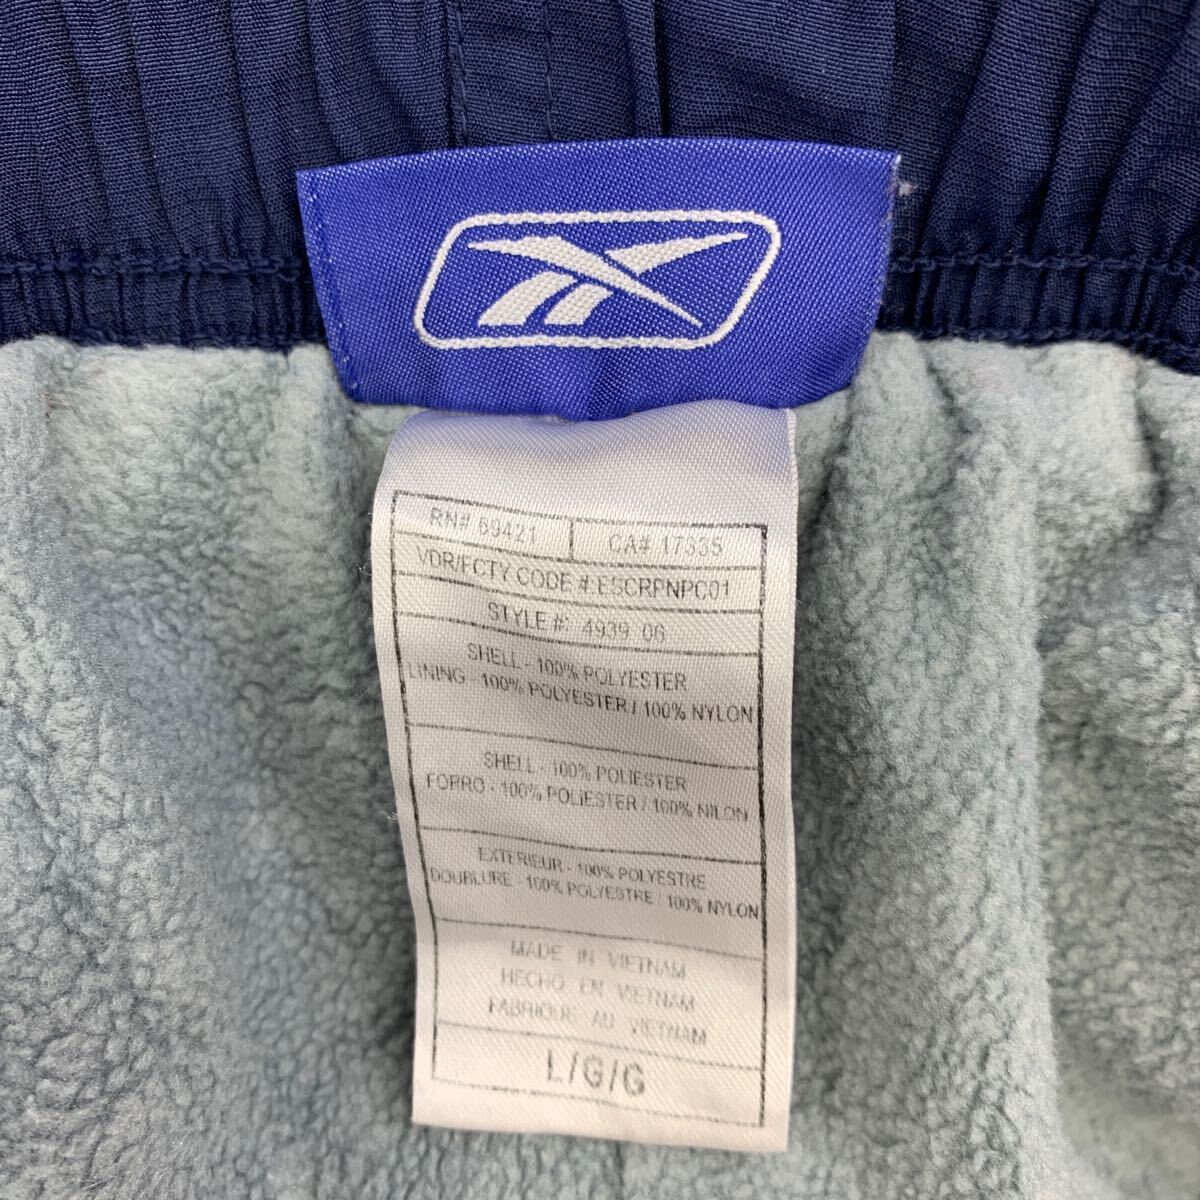 RN# 69421 CA# 17335
VDR/FCTY CODE #: ESCRPNPC01
STYLE #: 4939 06
SHELL - 100% POLYESTER
LINING - 100% POLYESTER / 100% NYLON
SHELL - 100% POLIESTER
FORRO - 100% POLIESTER / 100% NILON
EXTERIEUR - 100% POLYESTRE
DOUBLURE - 100% POLYESTRE / 100% NYLON
MADE IN VIETNAM
HECHO EN VIETNAM
FABRIQUE AU VIETNAM
L/G/G